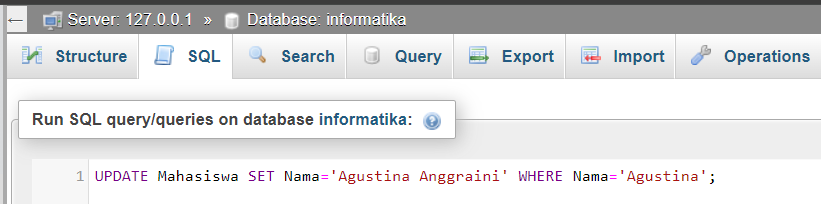 ← Server: 127.0.0.1 » Database: informatika
Structure SQL Search Query Export Import Operations
Run SQL query/queries on database informatika:
1 UPDATE Mahasiswa SET Nama='Agustina Anggraini' WHERE Nama='Agustina';